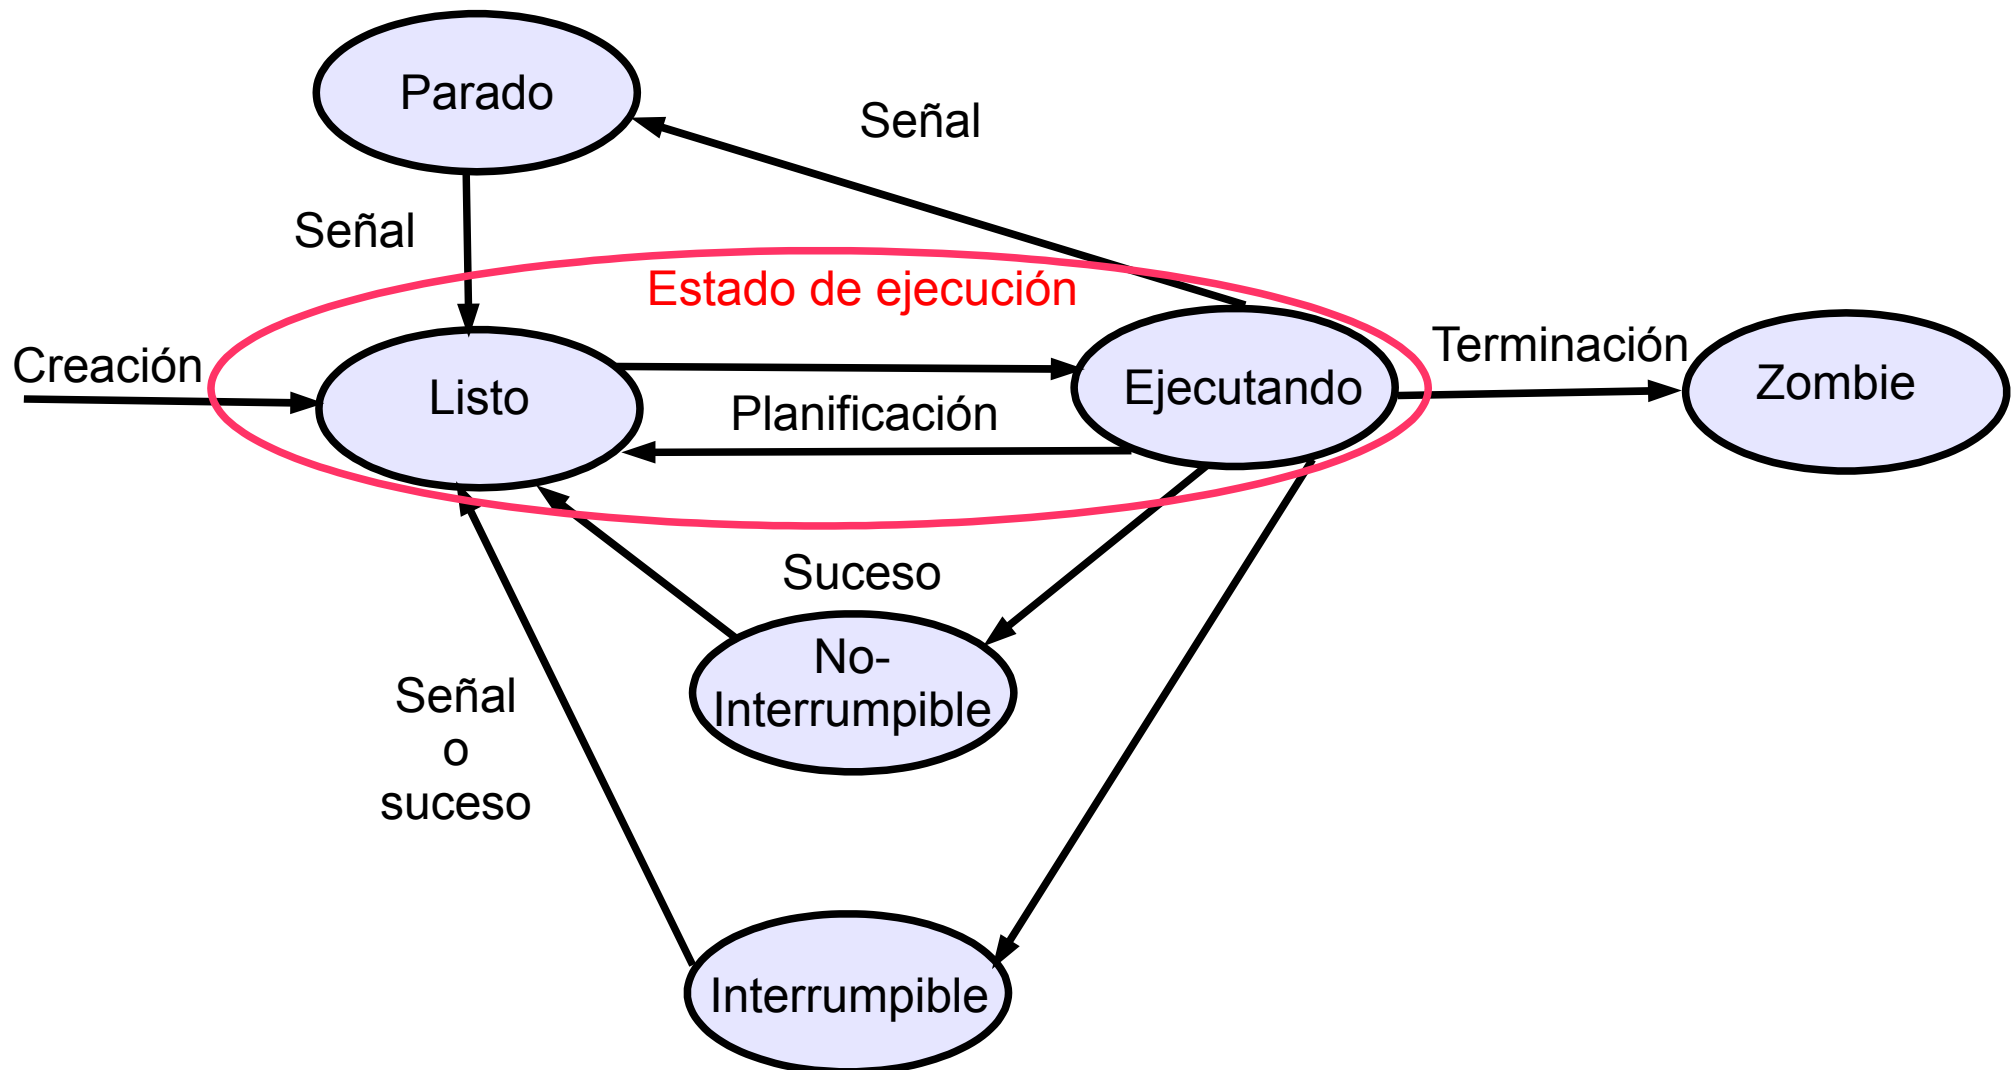 Parado
Señal
Señal
Estado de ejecución
Creación
Listo
Planificación
Ejecutando
Terminación
Zombie
Suceso
No-
Interrumpible
Señal
o
suceso
Interrumpible